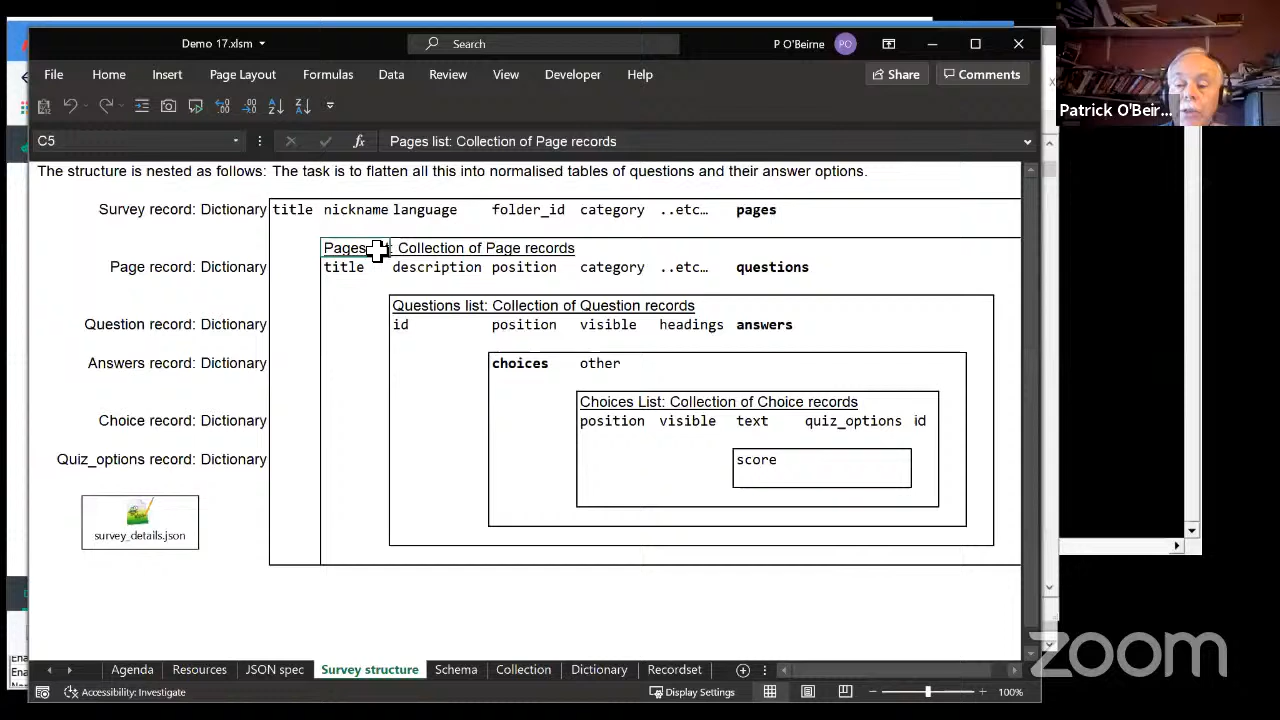 Demo 17.xlsm
Search
P O'Beirne
PO
File Home Insert Page Layout Formulas Data Review View Developer Help
Share
Comments
C5
fx
Pages list: Collection of Page records
Patrick O'Beir...
The structure is nested as follows: The task is to flatten all this into normalised tables of questions and their answer options.
Survey record: Dictionary title nickname language folder_id category ..etc… pages
Pages list: Collection of Page records
Page record: Dictionary title description position category ..etc… questions
Questions list: Collection of Question records
Question record: Dictionary id position visible headings answers
Answers record: Dictionary choices other
Choices List: Collection of Choice records
Choice record: Dictionary position visible text quiz_options id
Quiz_options record: Dictionary score
survey_details.json
zoom
Agenda Resources JSON spec Survey structure Schema Collection Dictionary Recordset
Accessibility: Investigate
Display Settings
100%